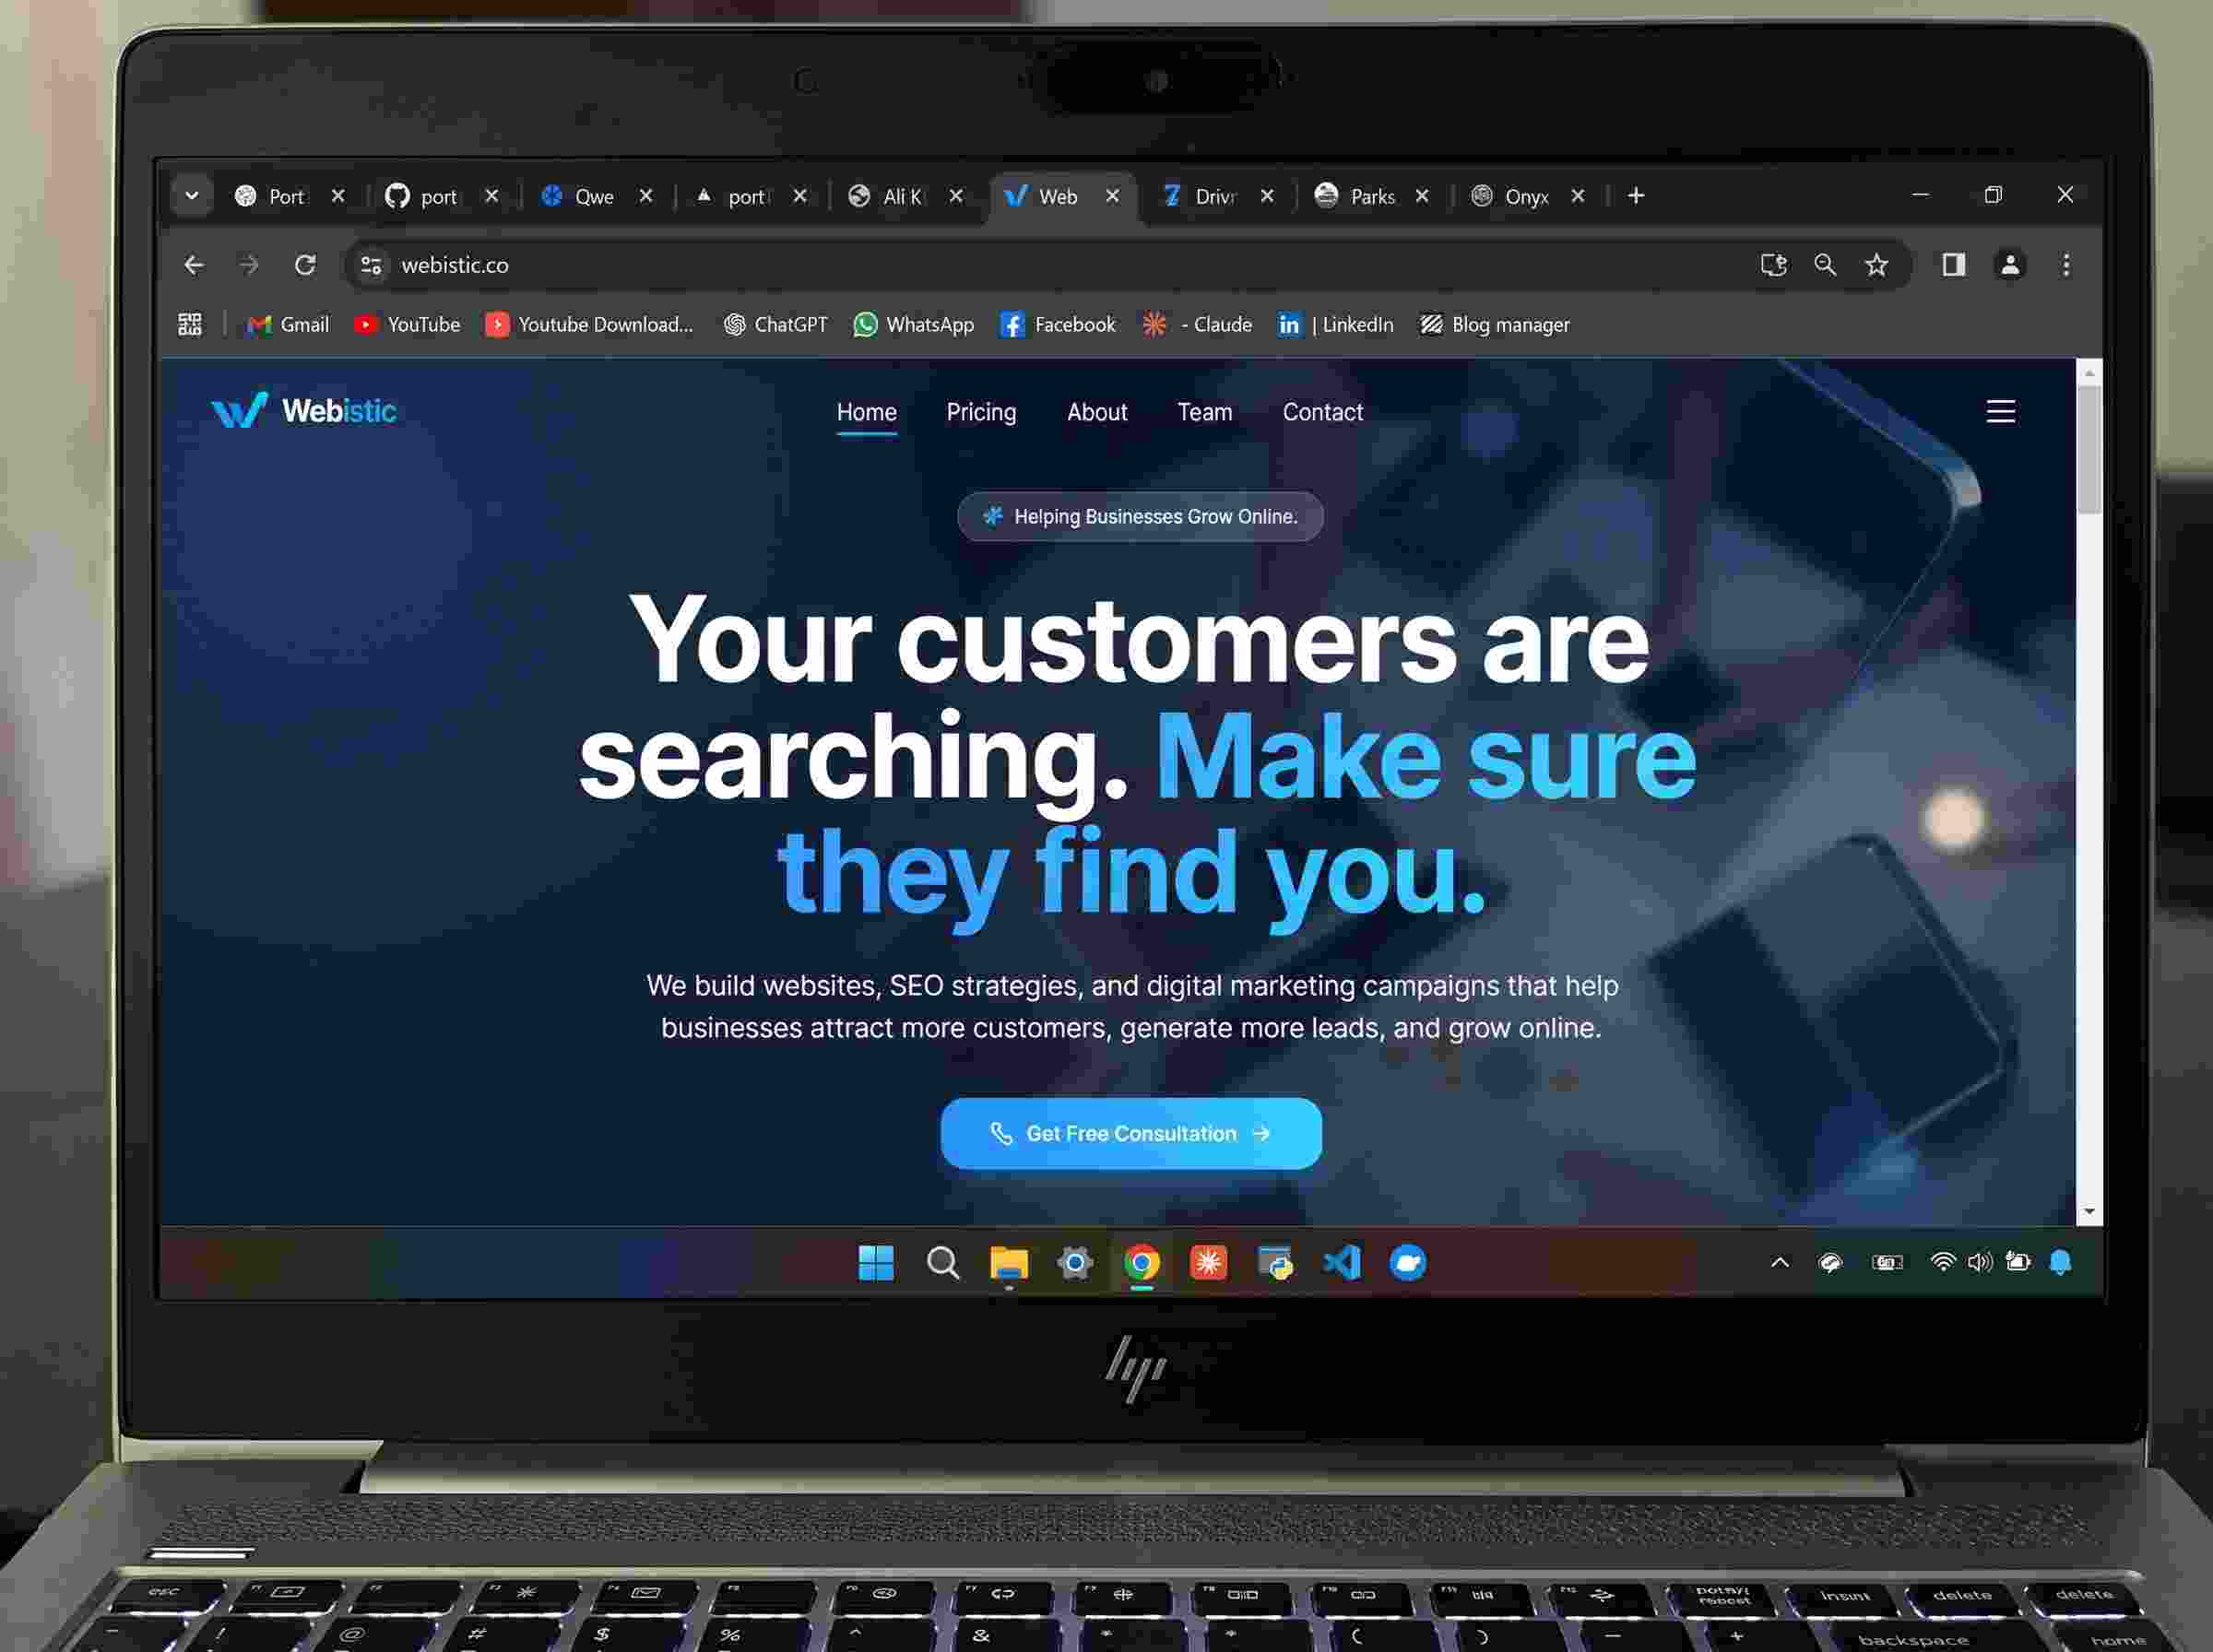 Port
port
Qwe
port
Ali K
Web
Driv
Parks
Onyx
webistic.co
Gmail
YouTube
Youtube Download...
ChatGPT
WhatsApp
Facebook
- Claude
in | LinkedIn
Blog manager
Webistic
Home Pricing About Team Contact
Helping Businesses Grow Online.
Your customers are
searching. Make sure
they find you.
We build websites, SEO strategies, and digital marketing campaigns that help
businesses attract more customers, generate more leads, and grow online.
Get Free Consultation
hp
esc insert delete delete
! @ # $ % ^ & * ( ) - + backspace home